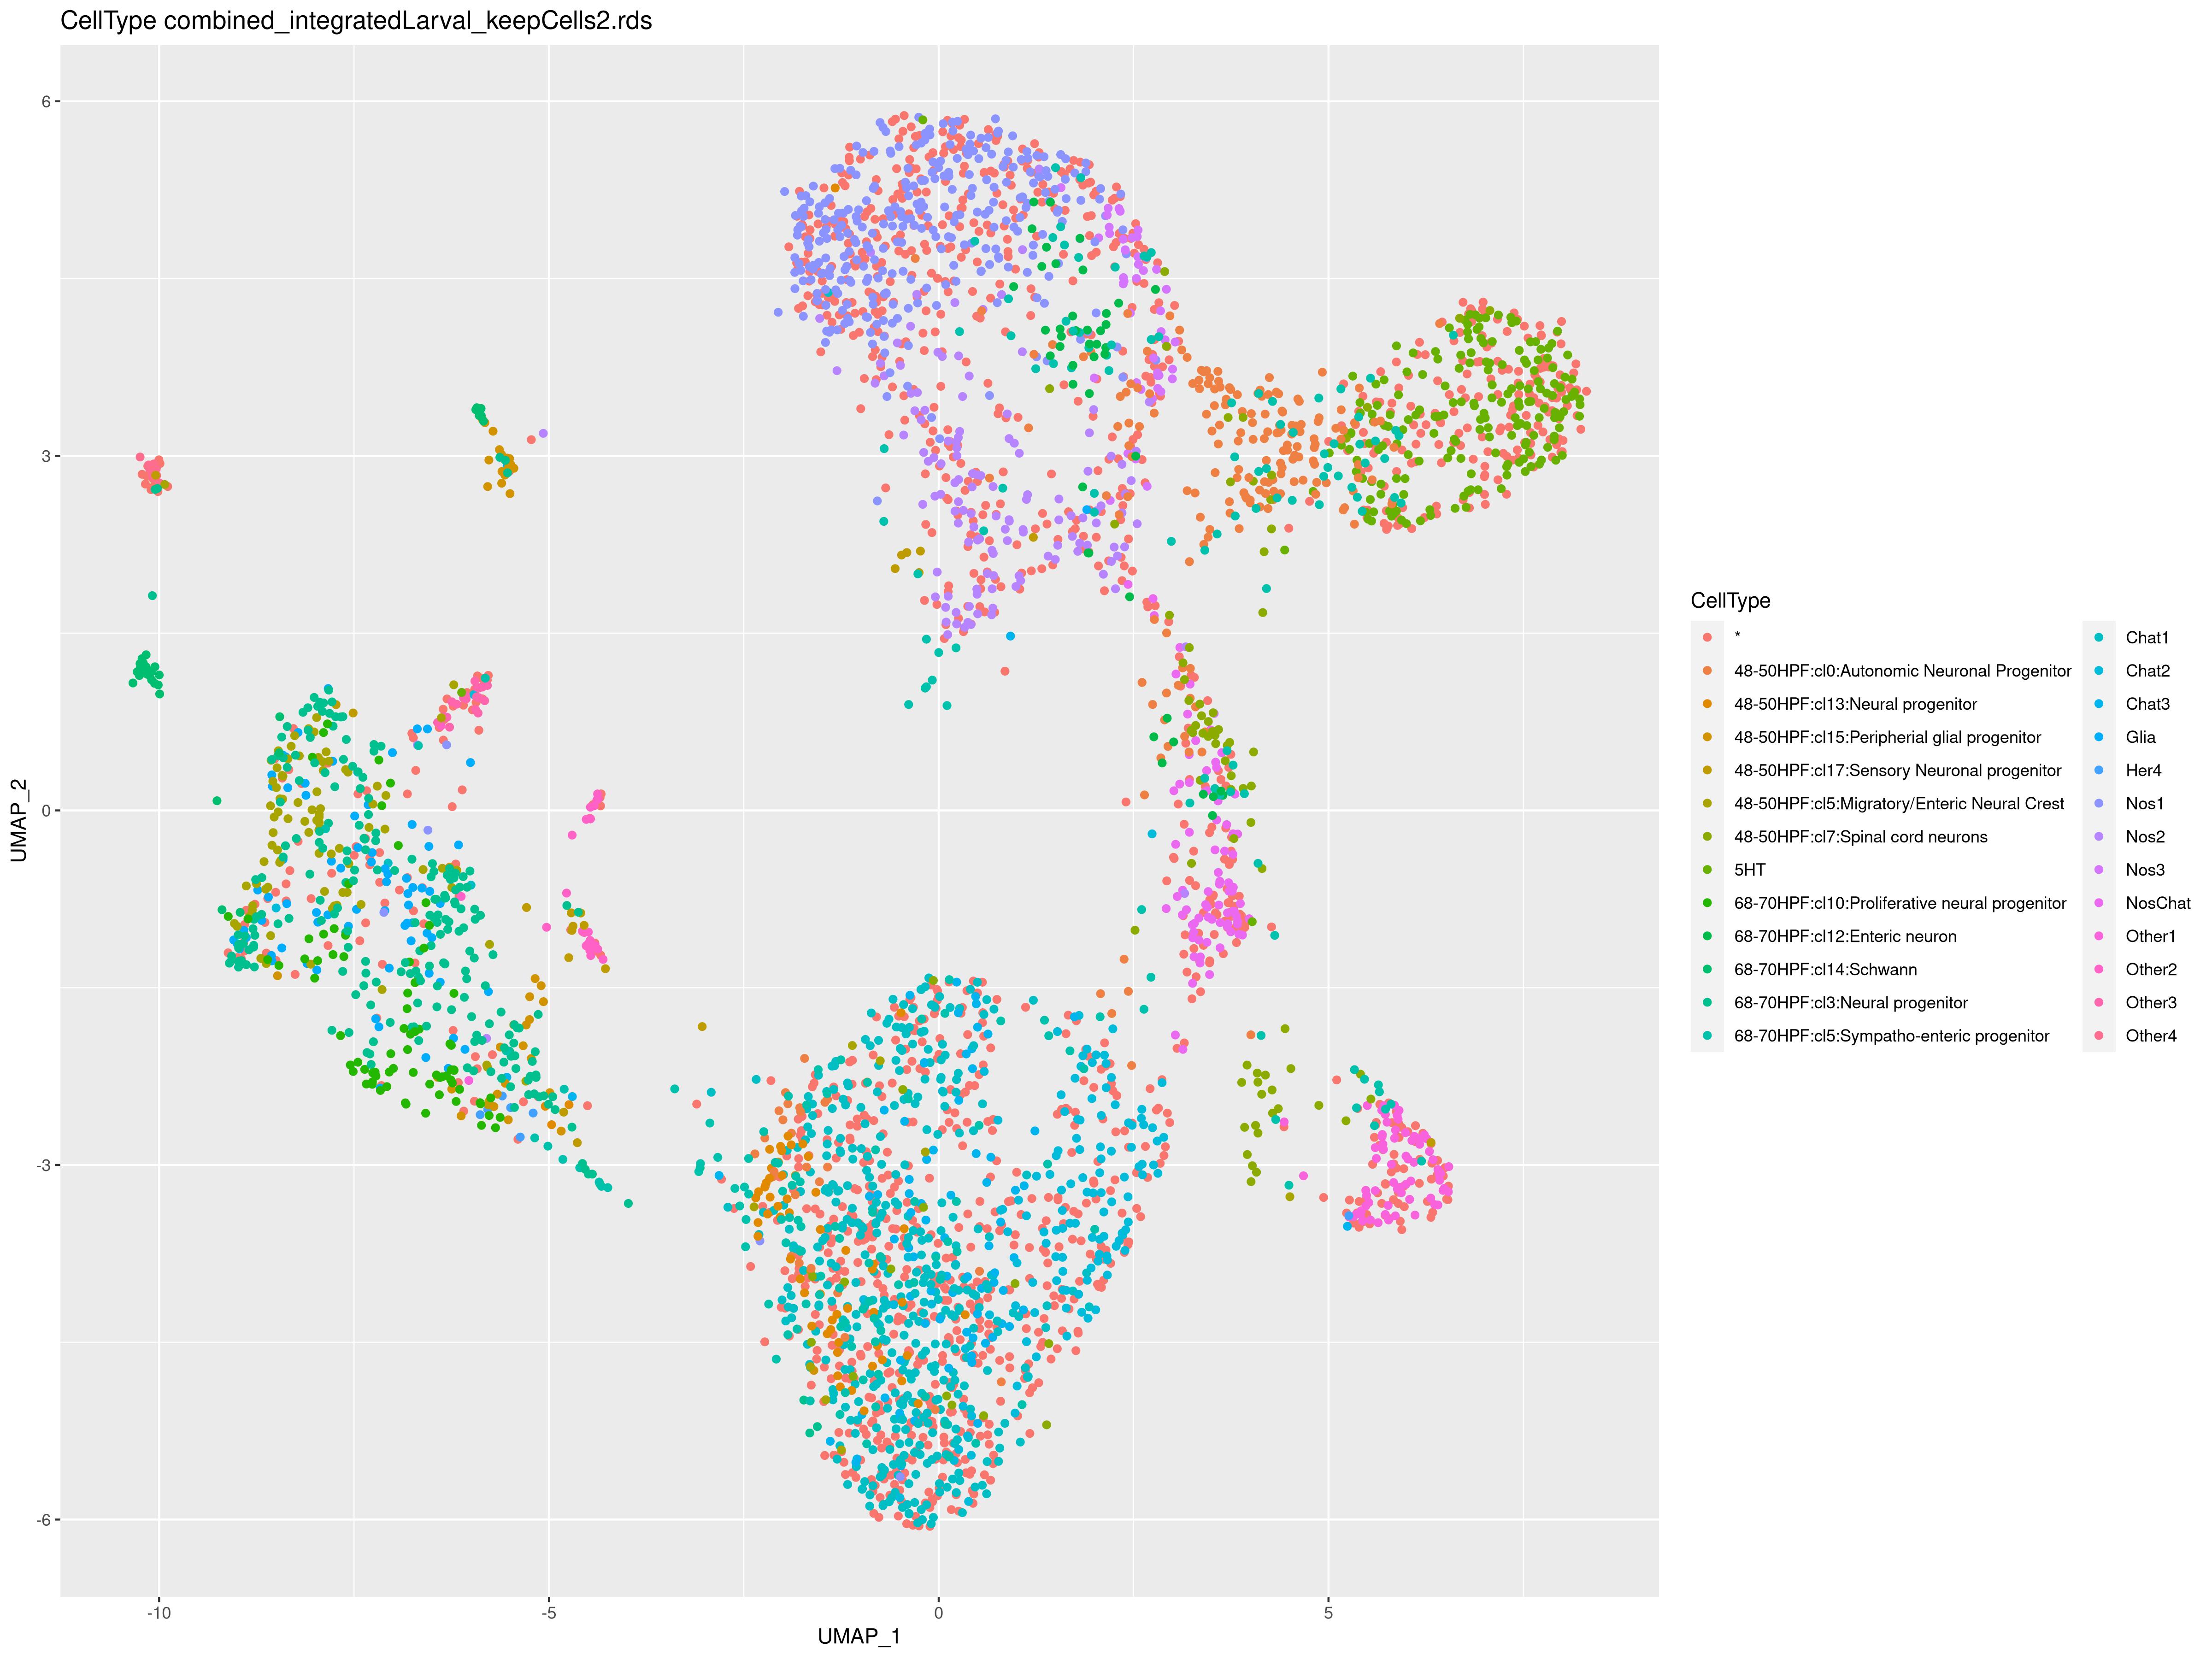 CellType combined_integratedLarval_keepCells2.rds
6
3
0
-3
-6
UMAP_2
-10
-5
0
5
UMAP_1
CellType
*
48-50HPF:cl0:Autonomic Neuronal Progenitor
48-50HPF:cl13:Neural progenitor
48-50HPF:cl15:Peripherial glial progenitor
48-50HPF:cl17:Sensory Neuronal progenitor
48-50HPF:cl5:Migratory/Enteric Neural Crest
48-50HPF:cl7:Spinal cord neurons
5HT
68-70HPF:cl10:Proliferative neural progenitor
68-70HPF:cl12:Enteric neuron
68-70HPF:cl14:Schwann
68-70HPF:cl3:Neural progenitor
68-70HPF:cl5:Sympatho-enteric progenitor
Chat1
Chat2
Chat3
Glia
Her4
Nos1
Nos2
Nos3
NosChat
Other1
Other2
Other3
Other4